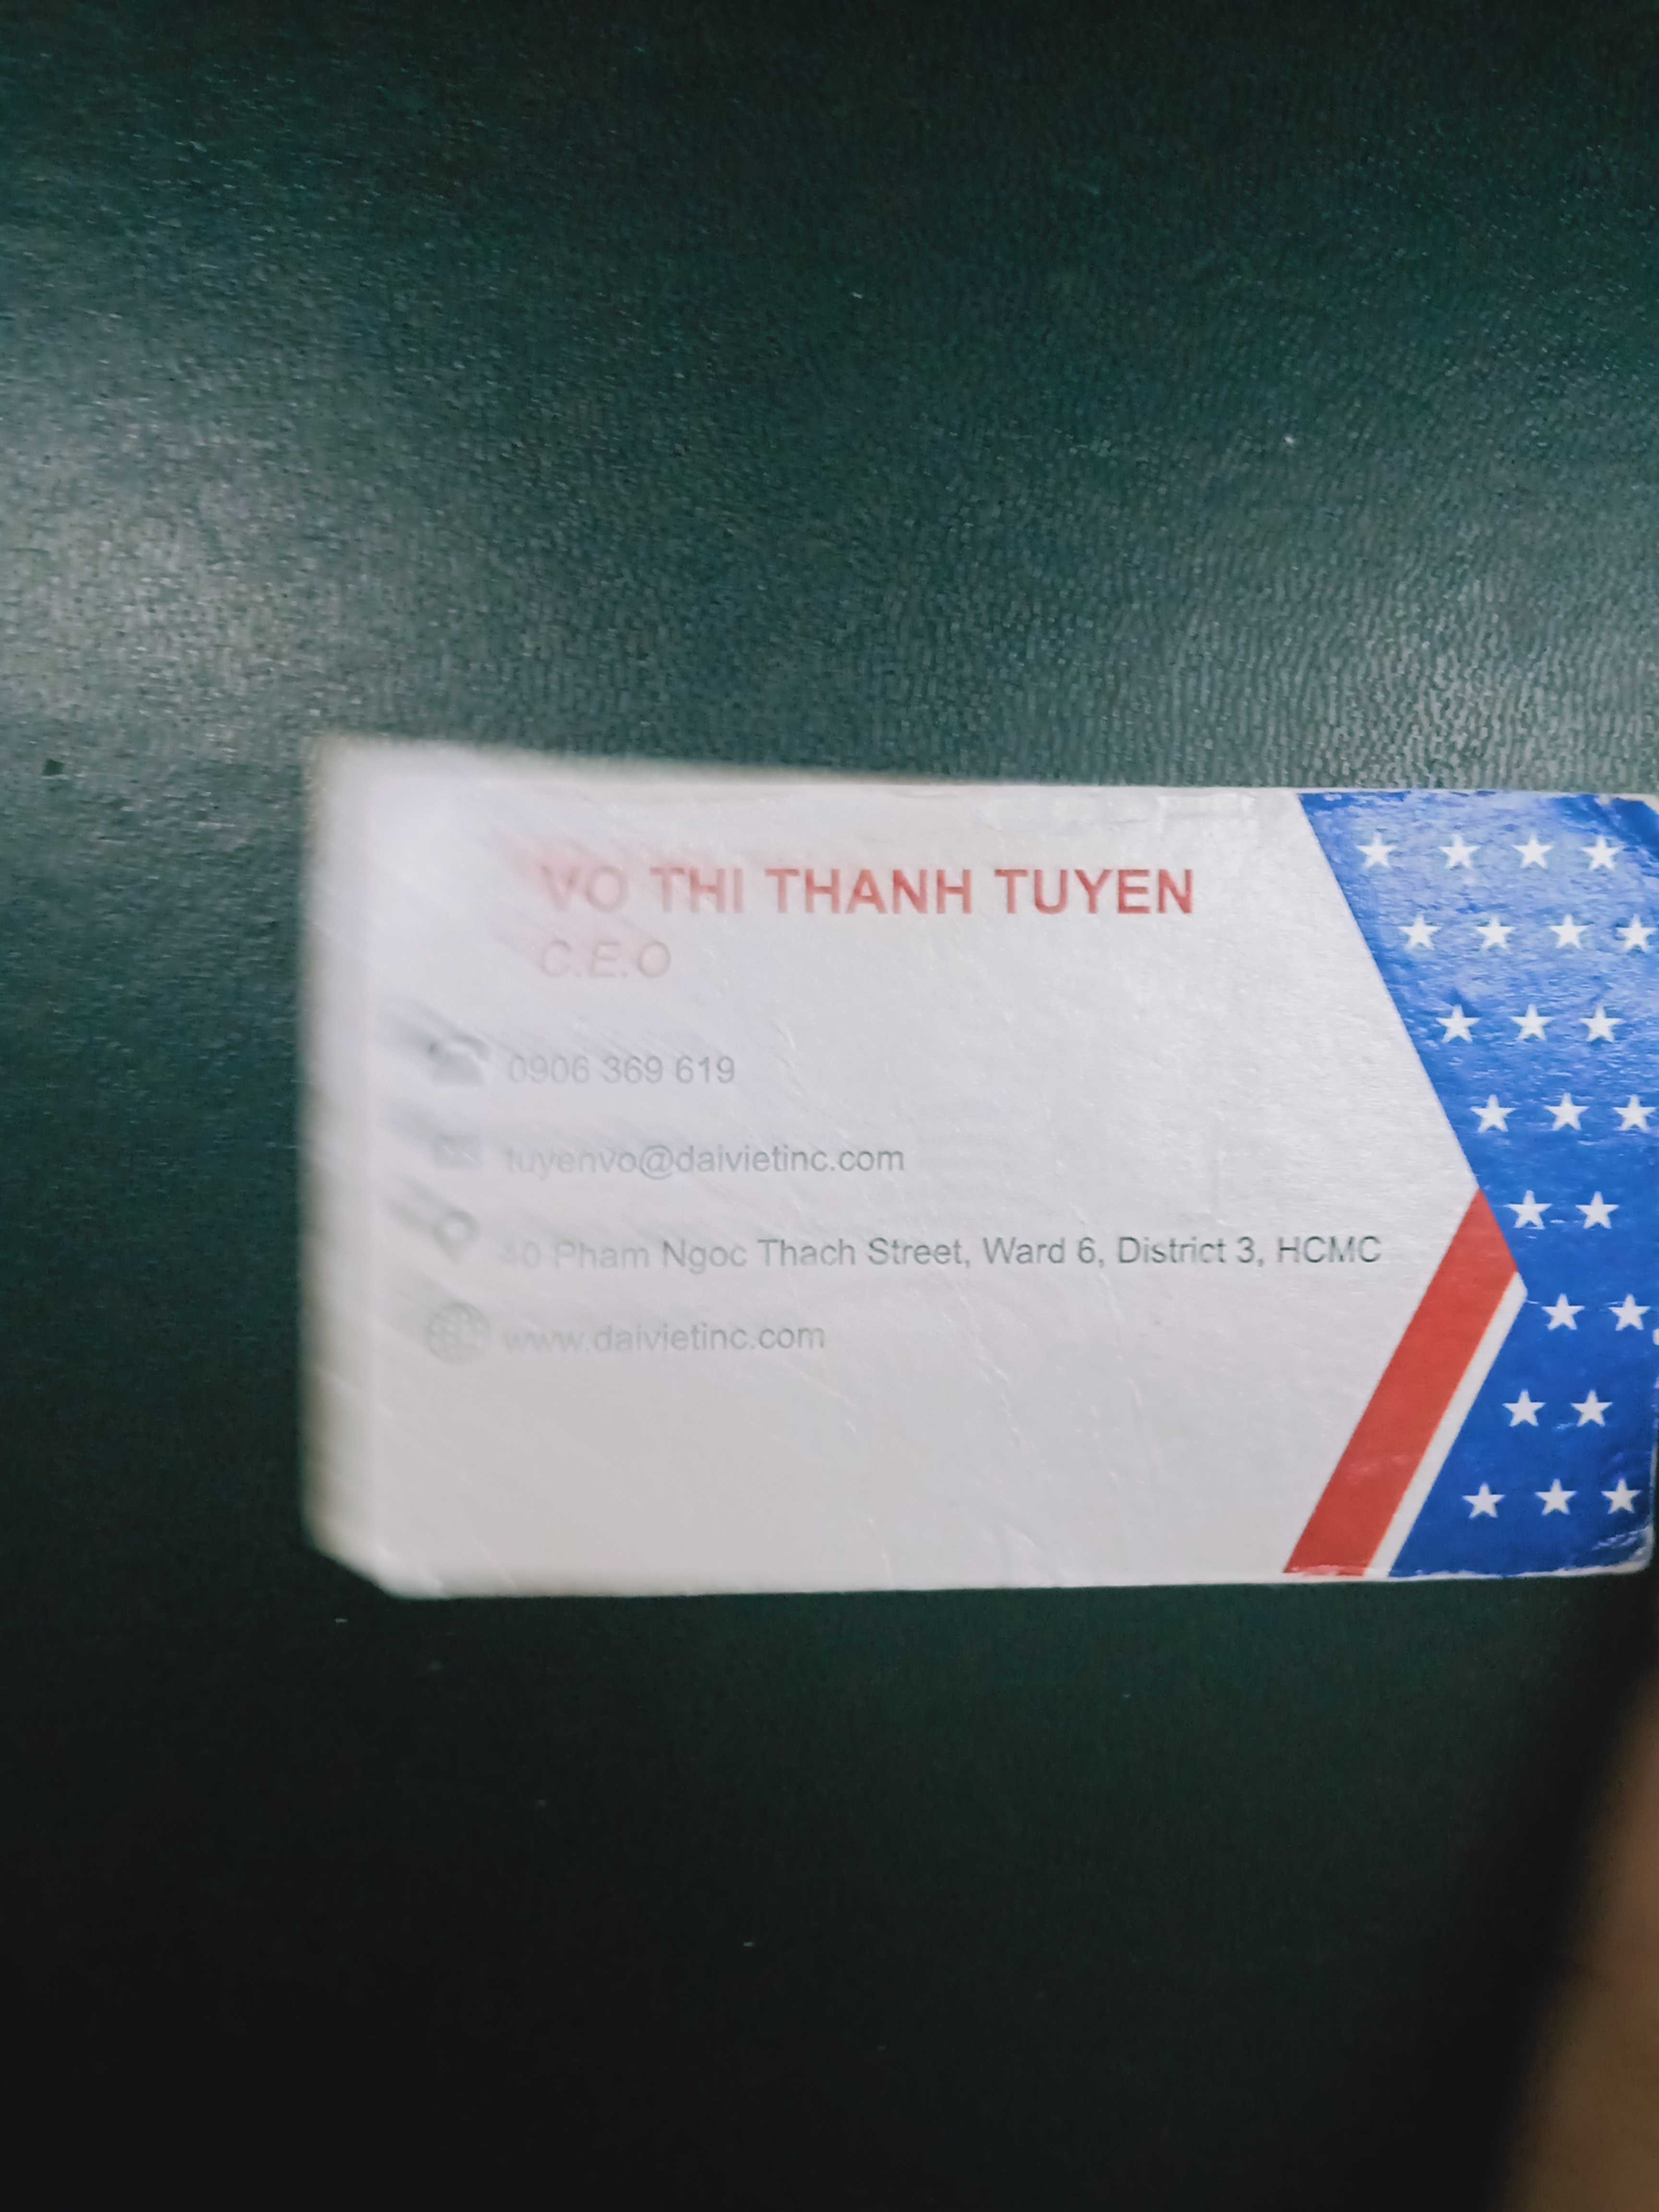 VO THI THANH TUYEN
C.E.O
0906 369 619
tuyenvo@daivietinc.com
40 Pham Ngoc Thach Street, Ward 6, District 3, HCMC
www.daivietinc.com